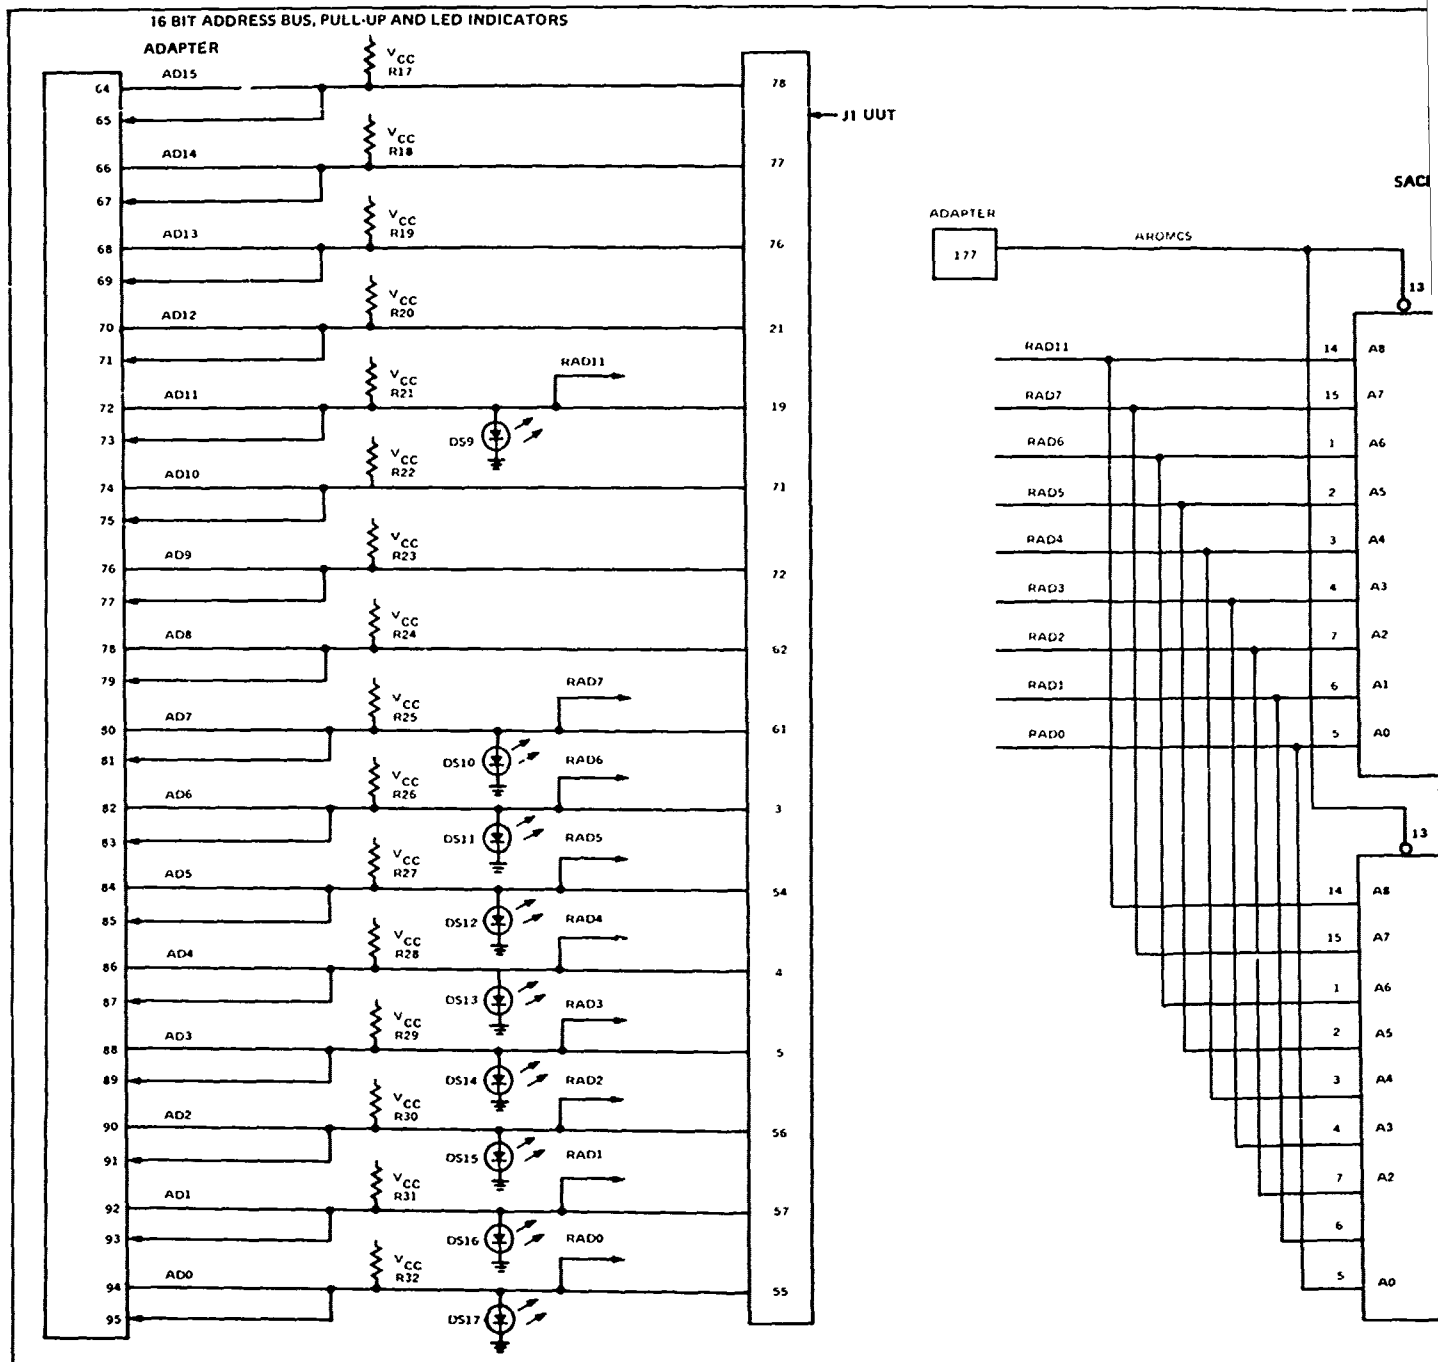 16 BIT ADDRESS BUS, PULL-UP AND LED INDICATORS
ADAPTER
64 AD15 VCC R17 78
65
J1 UUT
66 AD14 VCC R18 77
67
68 AD13 VCC R19 76
69
70 AD12 VCC R20 21
71
72 AD11 VCC R21 RAD11 19
73 DS9
74 AD10 VCC R22 71
75
76 AD9 VCC R23 72
77
78 AD8 VCC R24 62
79
80 AD7 VCC R25 RAD7 61
81 DS10
82 AD6 VCC R26 RAD6 3
83 DS11
84 AD5 VCC R27 RAD5 54
85 DS12
86 AD4 VCC R28 RAD4 4
87 DS13
88 AD3 VCC R29 RAD3 5
89 DS14
90 AD2 VCC R30 RAD2 56
91 DS15
92 AD1 VCC R31 RAD1 57
93 DS16
94 AD0 VCC R32 RAD0 55
95 DS17
ADAPTER
177 AROMCS
13
RAD11 14 A8
RAD7 15 A7
RAD6 1 A6
RAD5 2 A5
RAD4 3 A4
RAD3 4 A3
RAD2 7 A2
RAD1 6 A1
RAD0 5 A0
13
14 A8
15 A7
1 A6
2 A5
3 A4
4 A3
7 A2
6
5 A0